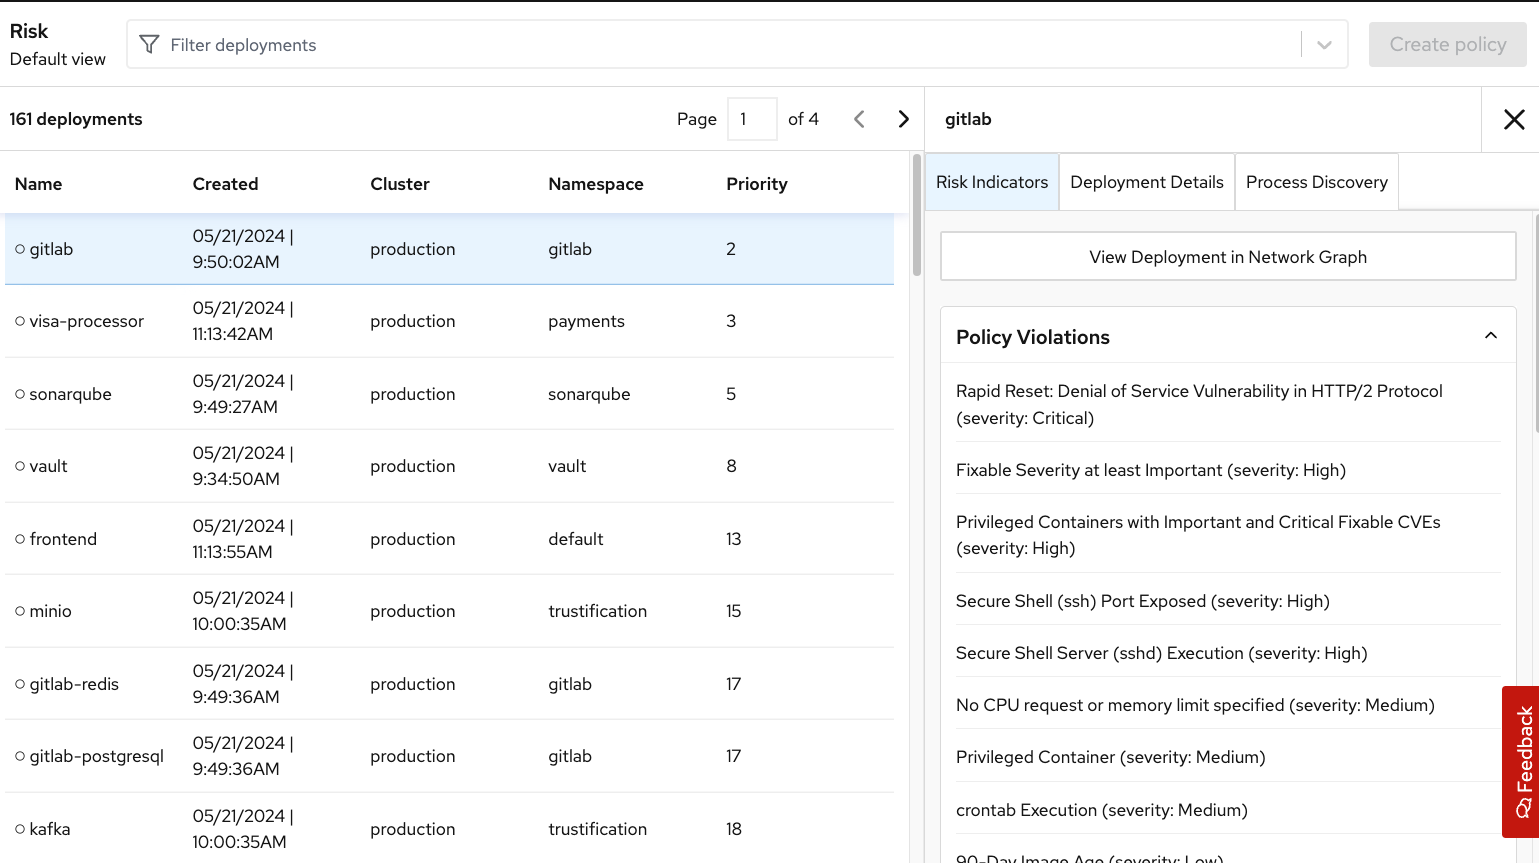 Risk
Default view
Filter deployments
Create policy
161 deployments
Page 1 of 4
Name Created Cluster Namespace Priority
gitlab 05/21/2024 | 9:50:02AM production gitlab 2
visa-processor 05/21/2024 | 11:13:42AM production payments 3
sonarqube 05/21/2024 | 9:49:27AM production sonarqube 5
vault 05/21/2024 | 9:34:50AM production vault 8
frontend 05/21/2024 | 11:13:55AM production default 13
minio 05/21/2024 | 10:00:35AM production trustification 15
gitlab-redis 05/21/2024 | 9:49:36AM production gitlab 17
gitlab-postgresql 05/21/2024 | 9:49:36AM production gitlab 17
kafka 05/21/2024 | 10:00:35AM production trustification 18
gitlab
Risk Indicators Deployment Details Process Discovery
View Deployment in Network Graph
Policy Violations
Rapid Reset: Denial of Service Vulnerability in HTTP/2 Protocol
(severity: Critical)
Fixable Severity at least Important (severity: High)
Privileged Containers with Important and Critical Fixable CVEs
(severity: High)
Secure Shell (ssh) Port Exposed (severity: High)
Secure Shell Server (sshd) Execution (severity: High)
No CPU request or memory limit specified (severity: Medium)
Privileged Container (severity: Medium)
crontab Execution (severity: Medium)
90-Day Image Age (severity: Low)
Feedback